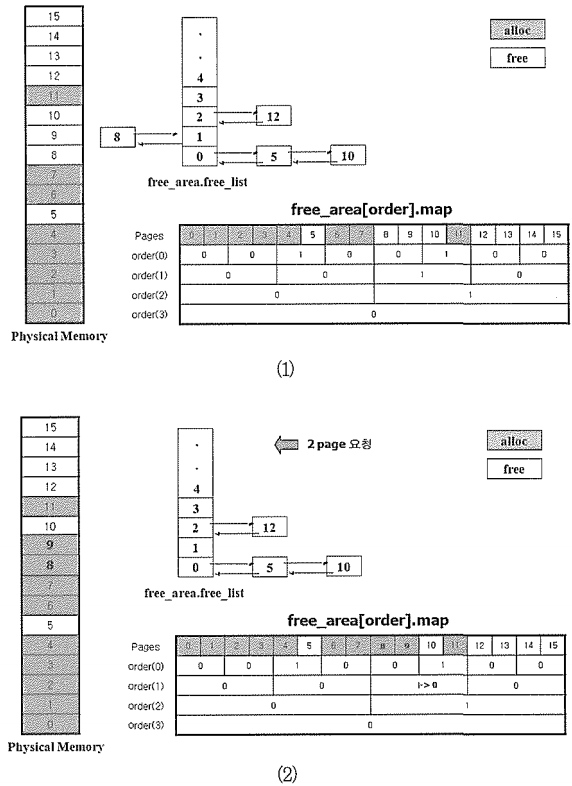 15
14
13
12
11
10
9
8
7
6
5
4
3
2
1
0
Physical Memory
.
.
4
3
2
1
0
12
8
5
10
free_area.free_list
alloc
free
free_area[order].map
Pages 0 1 2 3 4 5 6 7 8 9 10 11 12 13 14 15
order(0) 0 0 1 0 0 1 0 0
order(1) 0 0 1 0
order(2) 0 1
order(3) 0
(1)
15
14
13
12
11
10
9
8
7
6
5
4
3
2
1
0
Physical Memory
.
.
4
3
2
1
0
12
5
10
free_area.free_list
2 page 요청
alloc
free
free_area[order].map
Pages 0 1 2 3 4 5 6 7 8 9 10 11 12 13 14 15
order(0) 0 0 1 0 0 1 0 0
order(1) 0 0 1->0 0
order(2) 0 1
order(3) 0
(2)